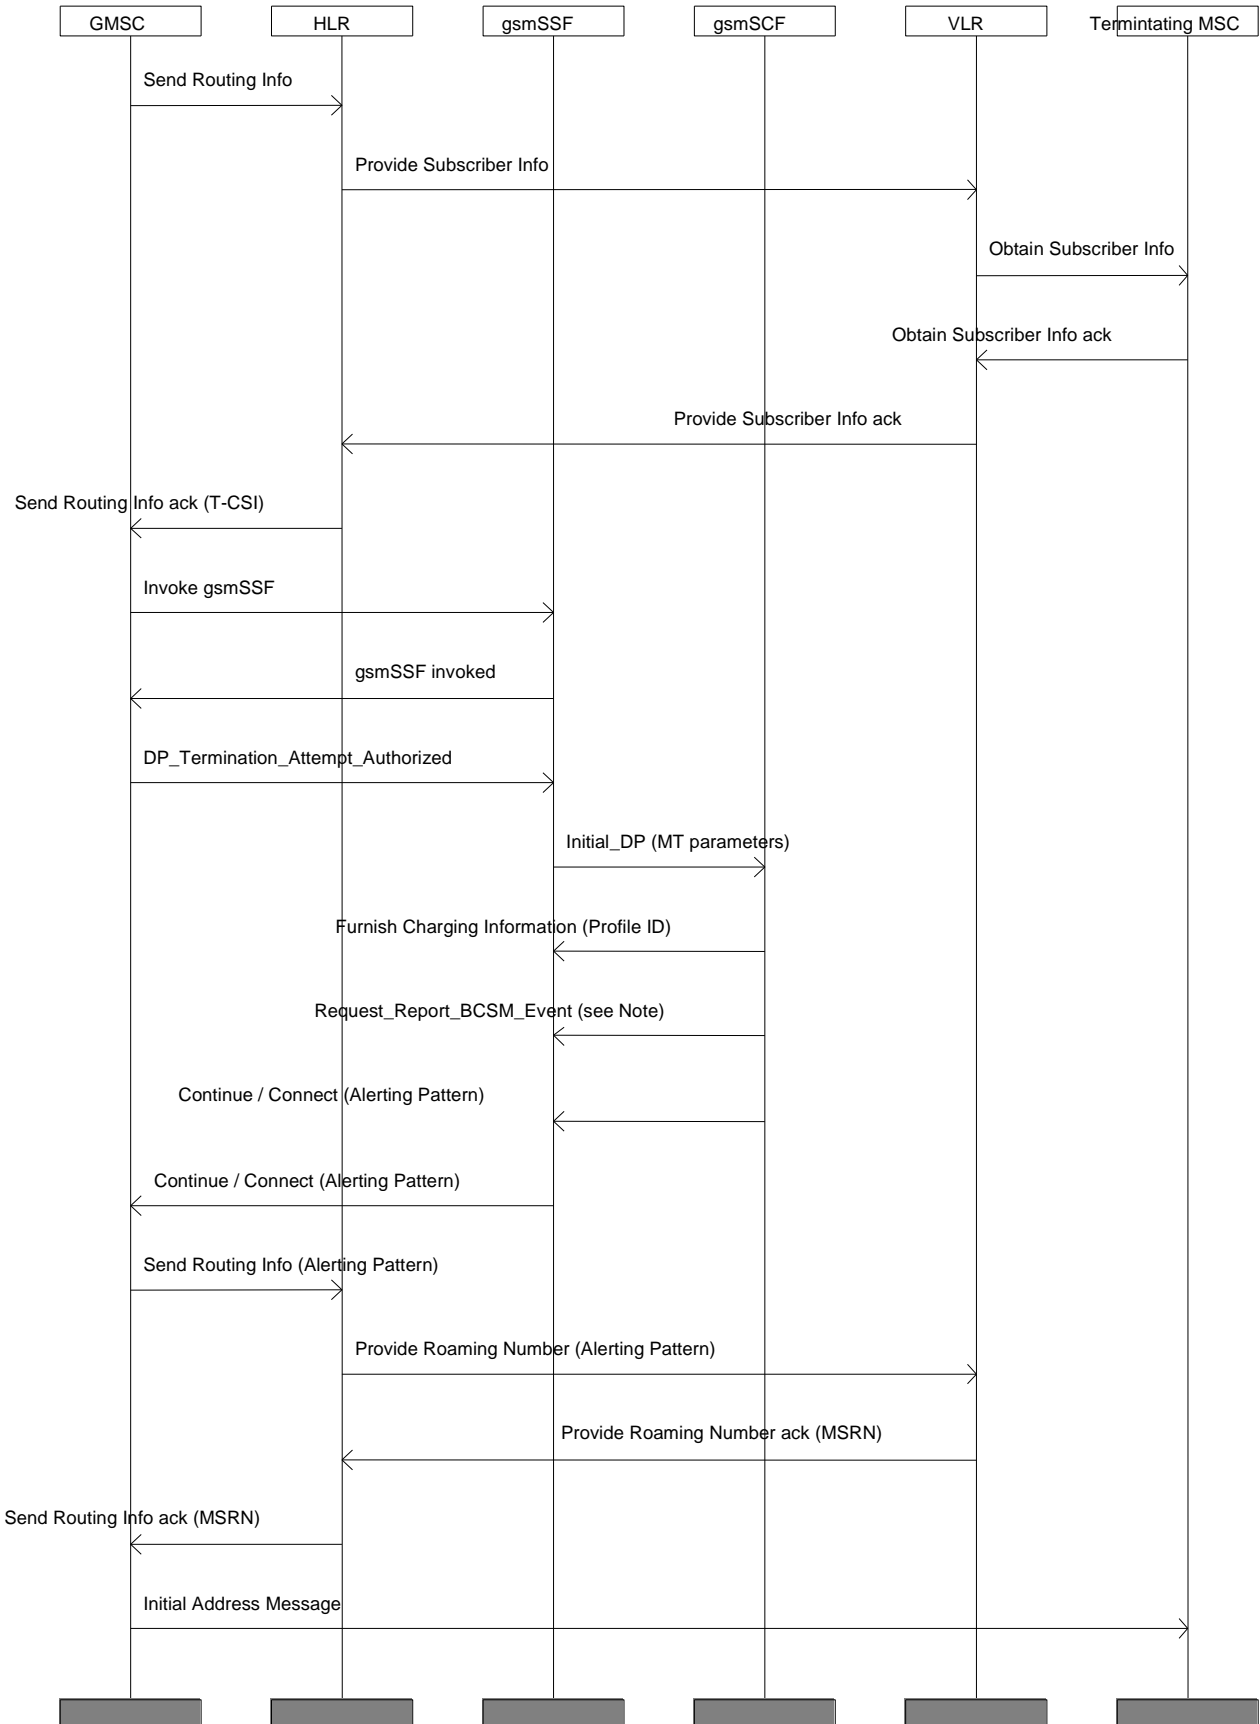 GMSC
HLR
gsmSSF
gsmSCF
VLR
Termintating MSC
Send Routing Info
Provide Subscriber Info
Obtain Subscriber Info
Obtain Subscriber Info ack
Provide Subscriber Info ack
Send Routing Info ack (T-CSI)
Invoke gsmSSF
gsmSSF invoked
DP_Termination_Attempt_Authorized
Initial_DP (MT parameters)
Furnish Charging Information (Profile ID)
Request_Report_BCSM_Event (see Note)
Continue / Connect (Alerting Pattern)
Continue / Connect (Alerting Pattern)
Send Routing Info (Alerting Pattern)
Provide Roaming Number (Alerting Pattern)
Provide Roaming Number ack (MSRN)
Send Routing Info ack (MSRN)
Initial Address Message